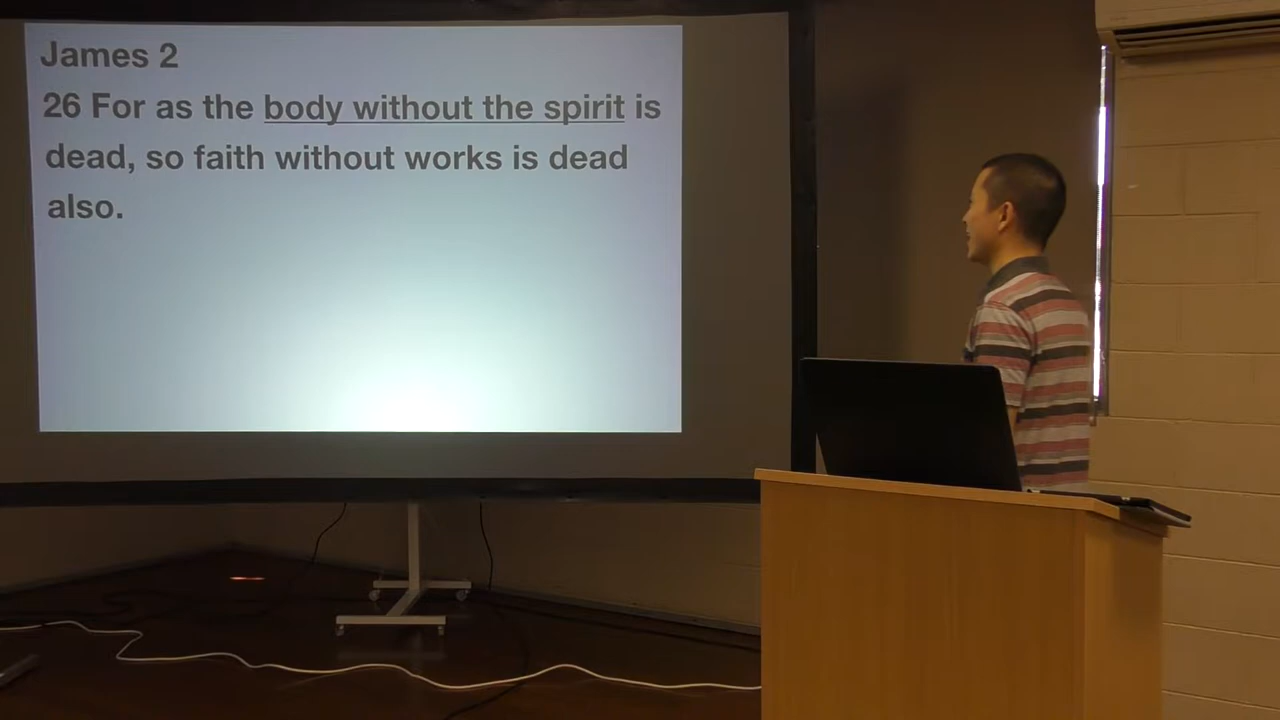 James 2
26 For as the body without the spirit is
dead, so faith without works is dead
also.